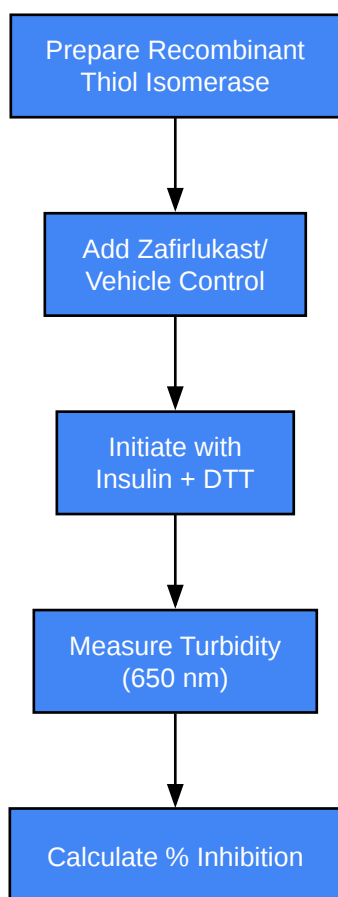 Prepare Recombinant
Thiol Isomerase
Add Zafirlukast/
Vehicle Control
Initiate with
Insulin + DTT
Measure Turbidity
(650 nm)
Calculate % Inhibition